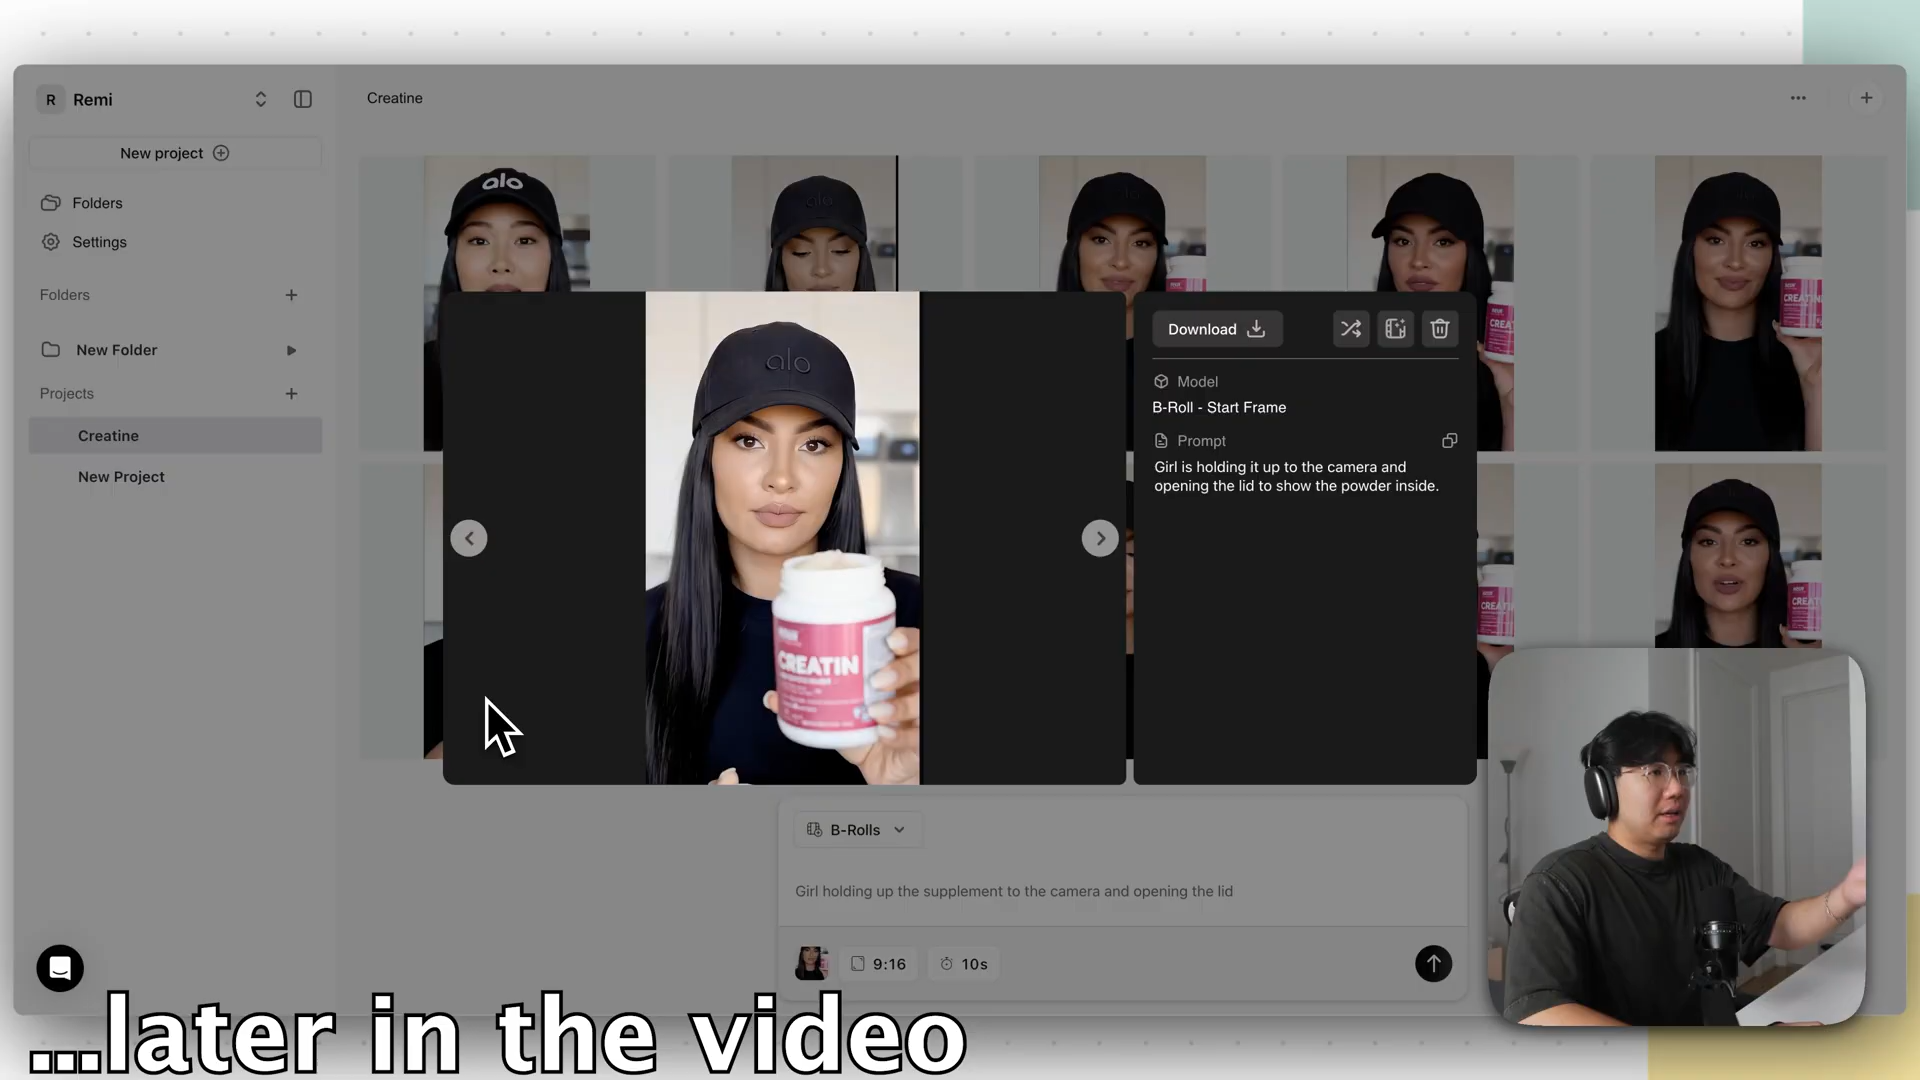 R Remi
Creatine
New project
Folders
Settings
Folders
New Folder
Projects
Creatine
New Project
alo
alo
CREATIN
Download
Model
B-Roll - Start Frame
Prompt
Girl is holding it up to the camera and
opening the lid to show the powder inside.
B-Rolls
Girl holding up the supplement to the camera and opening the lid
9:16
10s
...later in the video